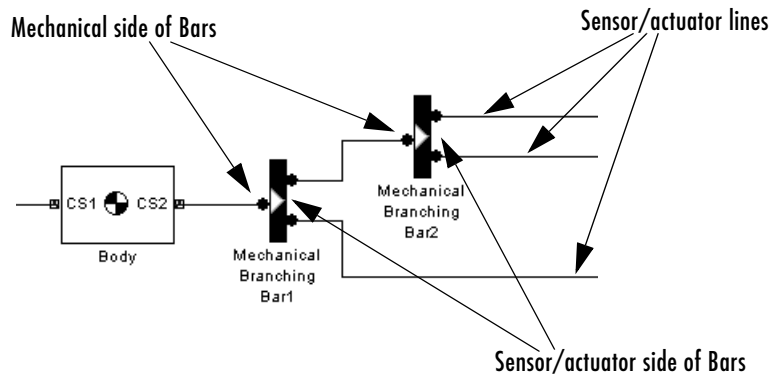 Mechanical side of Bars
Sensor/actuator lines
CS1 CS2
Body
Mechanical
Branching
Bar1
Mechanical
Branching
Bar2
Sensor/actuator side of Bars